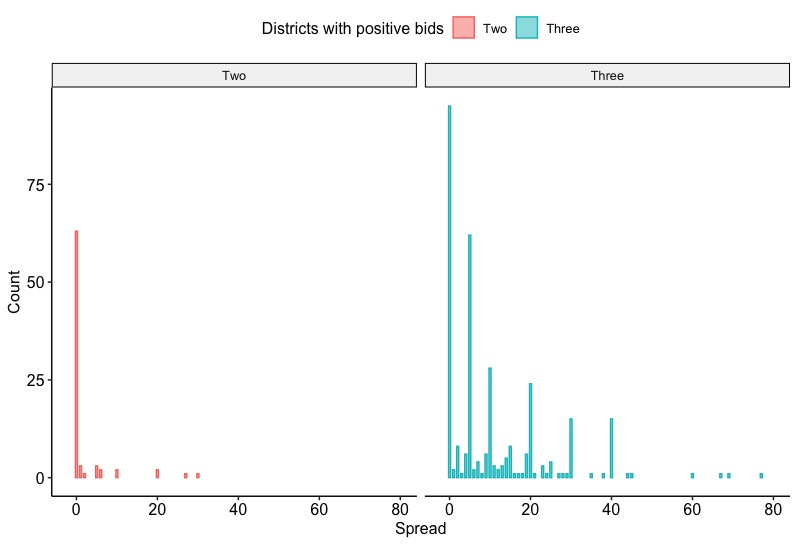 Districts with positive bids Two Three
Two Three
75
50
25
0
Count
0 20 40 60 80 0 20 40 60 80
Spread